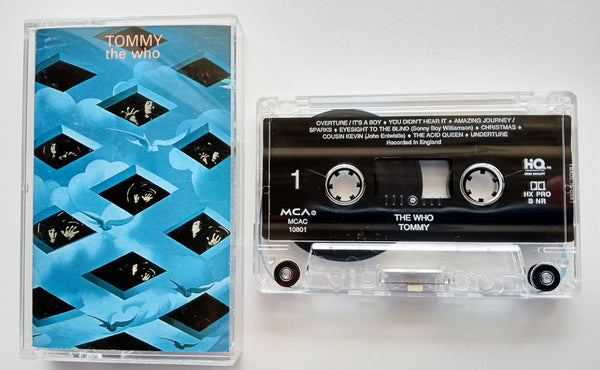 TOMMY
the who
OVERTURE / IT'S A BOY ♦ YOU DIDN'T HEAR IT ♦ AMAZING JOURNEY /
SPARKS ♦ EYESIGHT TO THE BLIND (Sonny Boy Williamson) ♦ CHRISTMAS ♦
COUSIN KEVIN (John Entwistle) ♦ THE ACID QUEEN ♦ UNDERTURE
Recorded in England
HQ
1
HX PRO
B NR
MCA®
MCAC
10801
THE WHO
TOMMY